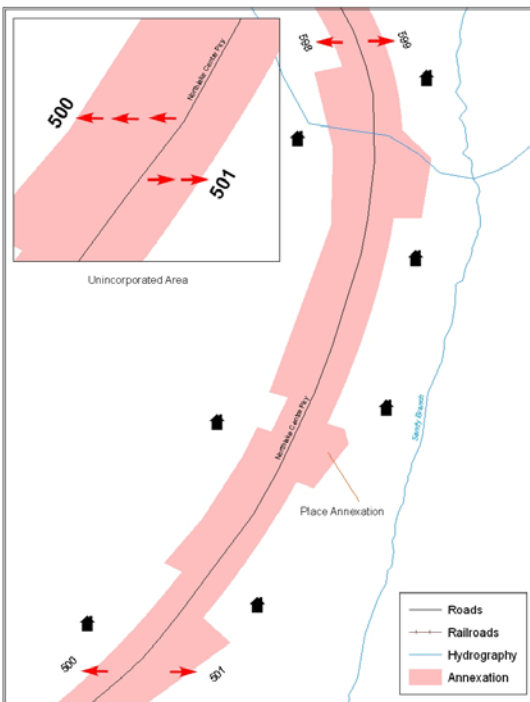 598
599
Northlake Centre Pky
500
501
Unincorporated Area
Northlake Centre Pky
Sandy Branch
Place Annexation
500
501
Roads
Railroads
Hydrography
Annexation